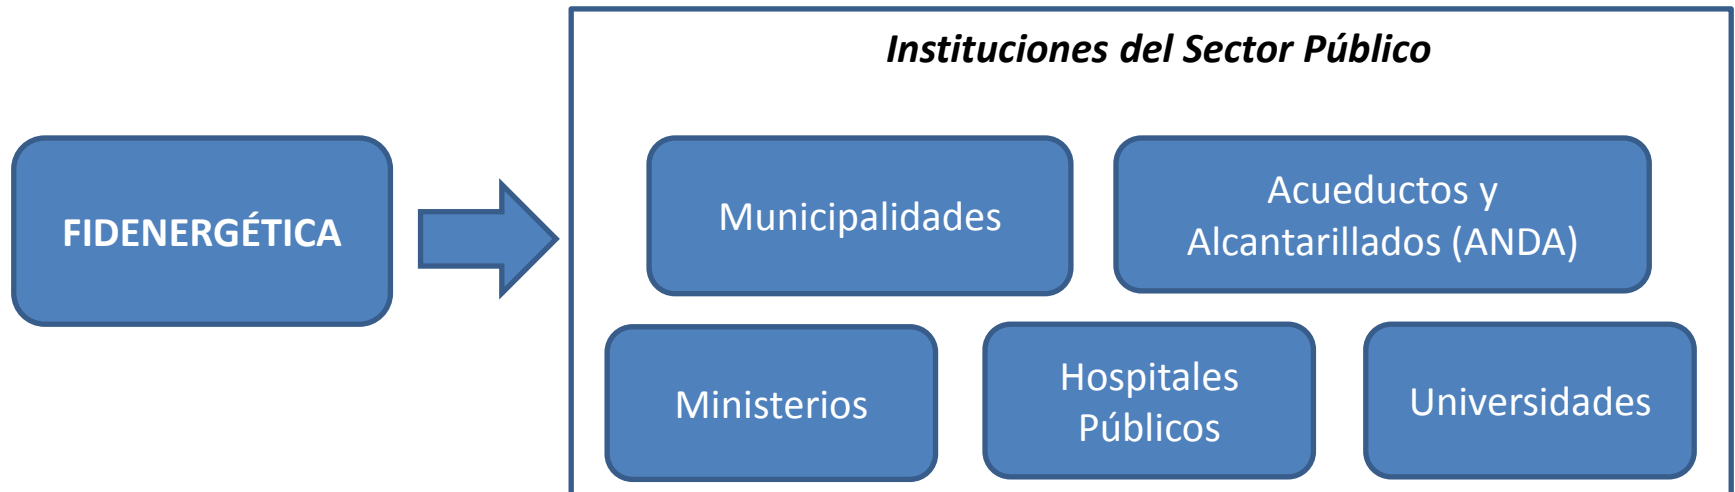 Instituciones del Sector Público
FIDENERGÉTICA
Municipalidades
Acueductos y
Alcantarillados (ANDA)
Ministerios
Hospitales
Públicos
Universidades